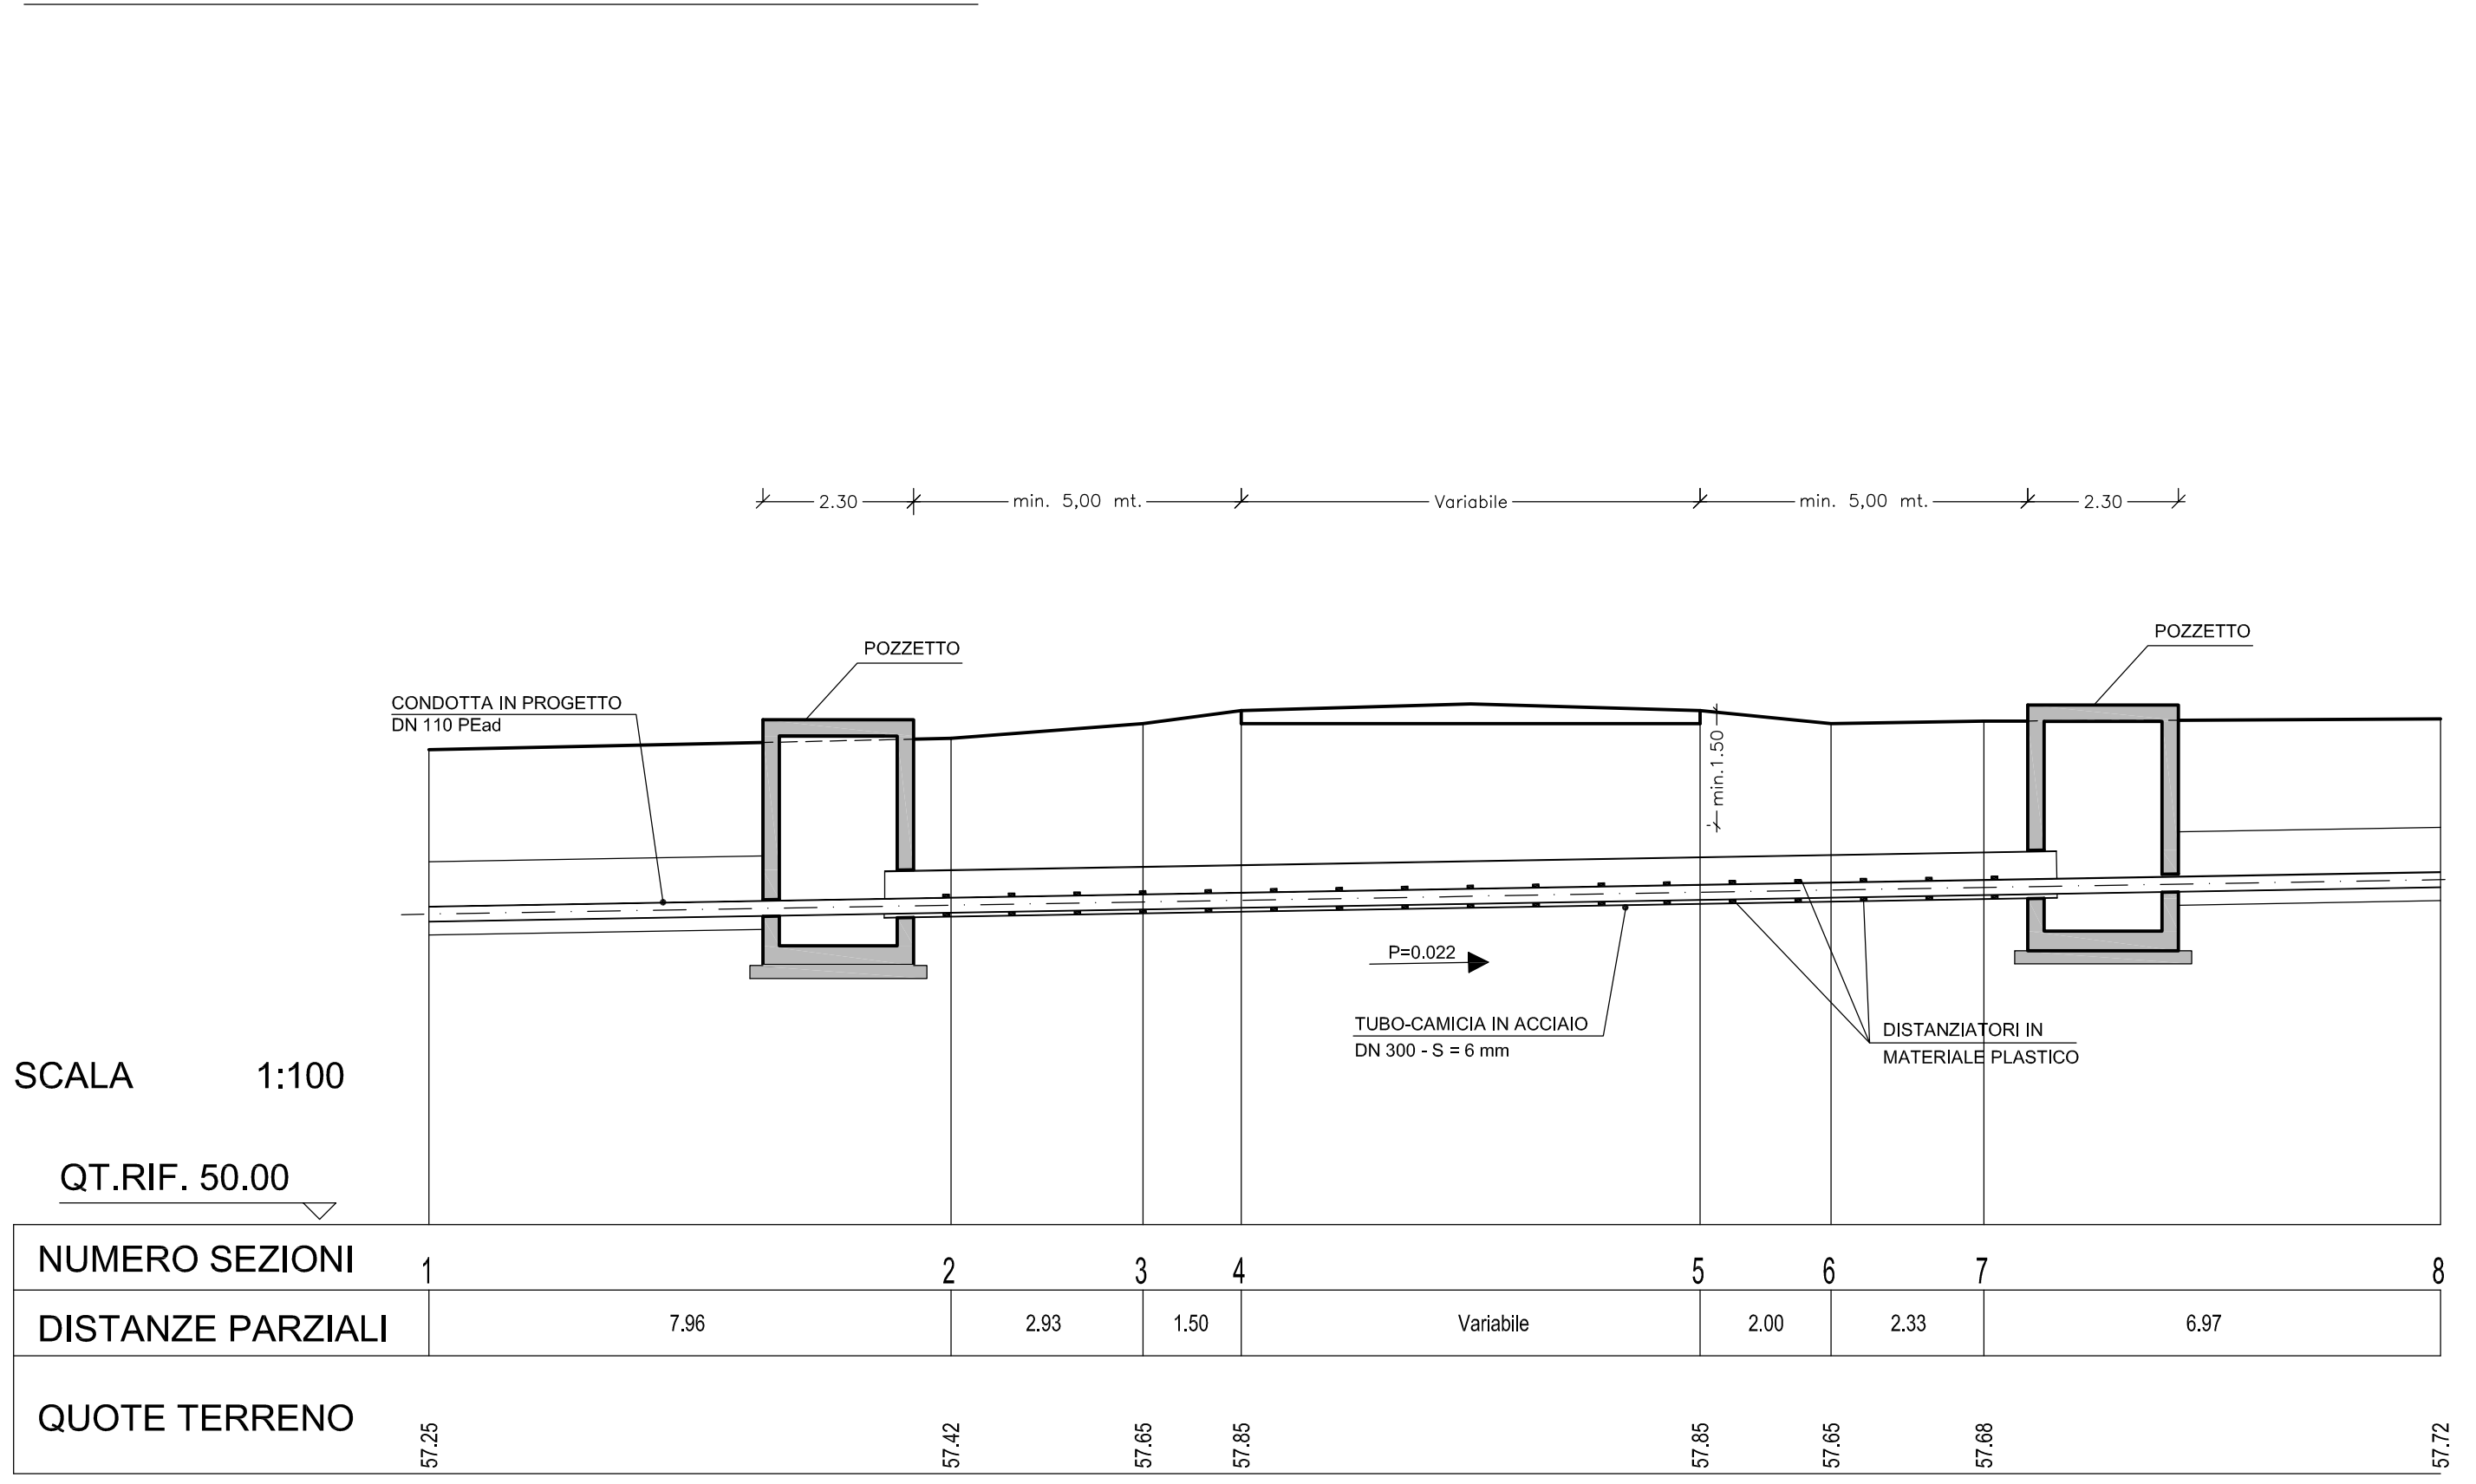 2.30 min. 5,00 mt. Variabile min. 5,00 mt. 2.30
POZZETTO
POZZETTO
CONDOTTA IN PROGETTO
DN 110 PEad
min.1.50
P=0.022
TUBO-CAMICIA IN ACCIAIO
DN 300 - S = 6 mm
DISTANZIATORI IN
MATERIALE PLASTICO
SCALA 1:100
QT.RIF. 50.00
NUMERO SEZIONI 1 2 3 4 5 6 7 8
DISTANZE PARZIALI 7.96 2.93 1.50 Variabile 2.00 2.33 6.97
QUOTE TERRENO 57.25 57.42 57.65 57.85 57.85 57.65 57.68 57.72